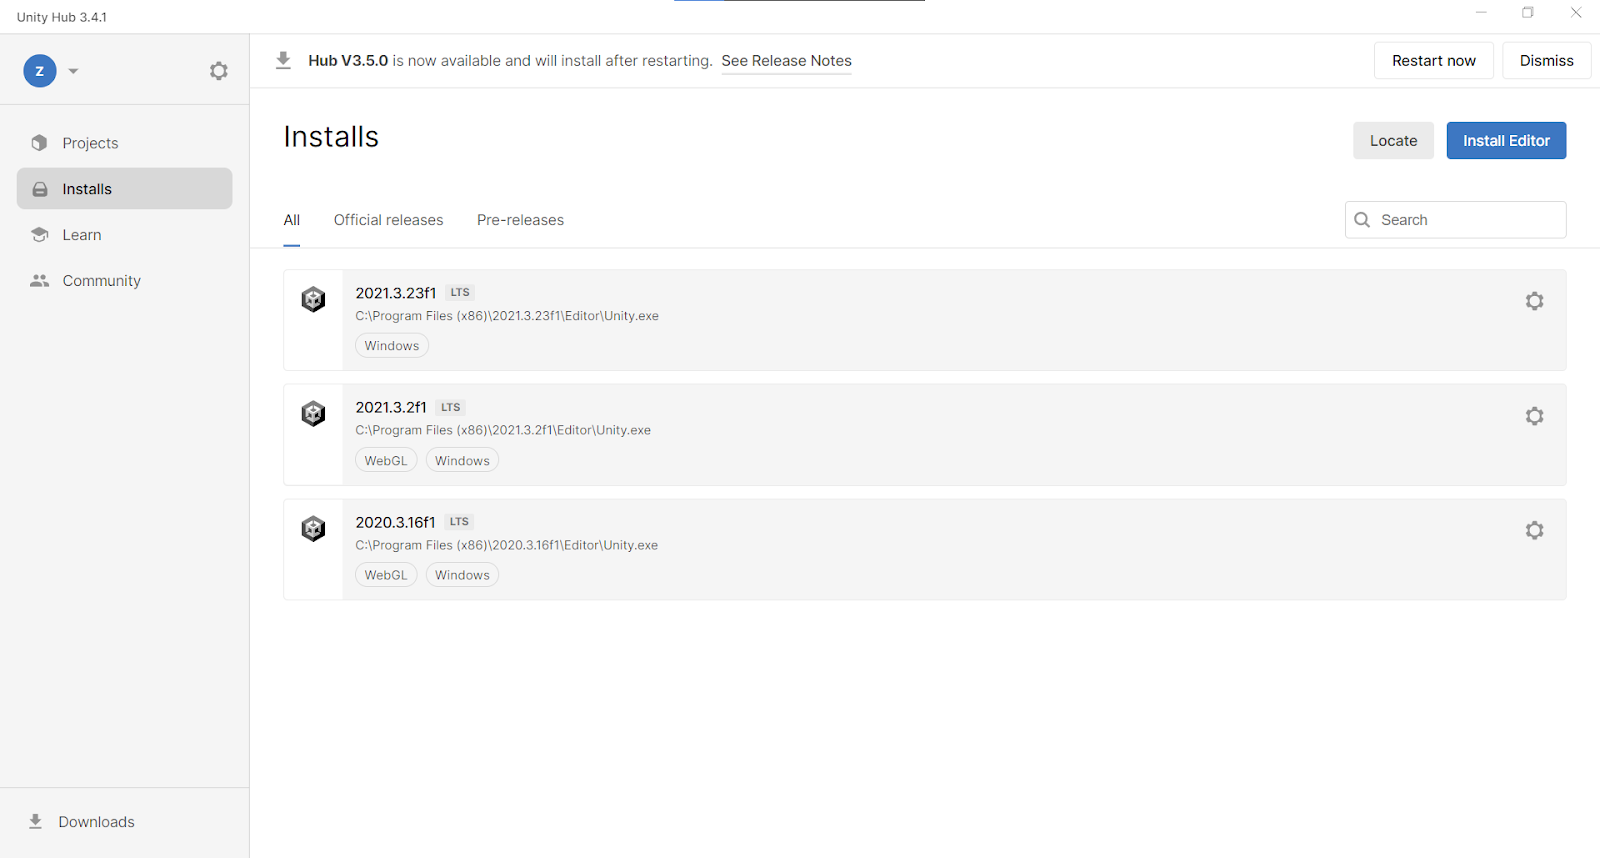 Unity Hub 3.4.1
z
Hub V3.5.0 is now available and will install after restarting. See Release Notes
Restart now
Dismiss
Projects
Installs
Learn
Community
Downloads
Installs
Locate
Install Editor
All
Official releases
Pre-releases
Search
2021.3.23f1 LTS
C:\Program Files (x86)\2021.3.23f1\Editor\Unity.exe
Windows
2021.3.2f1 LTS
C:\Program Files (x86)\2021.3.2f1\Editor\Unity.exe
WebGL Windows
2020.3.16f1 LTS
C:\Program Files (x86)\2020.3.16f1\Editor\Unity.exe
WebGL Windows